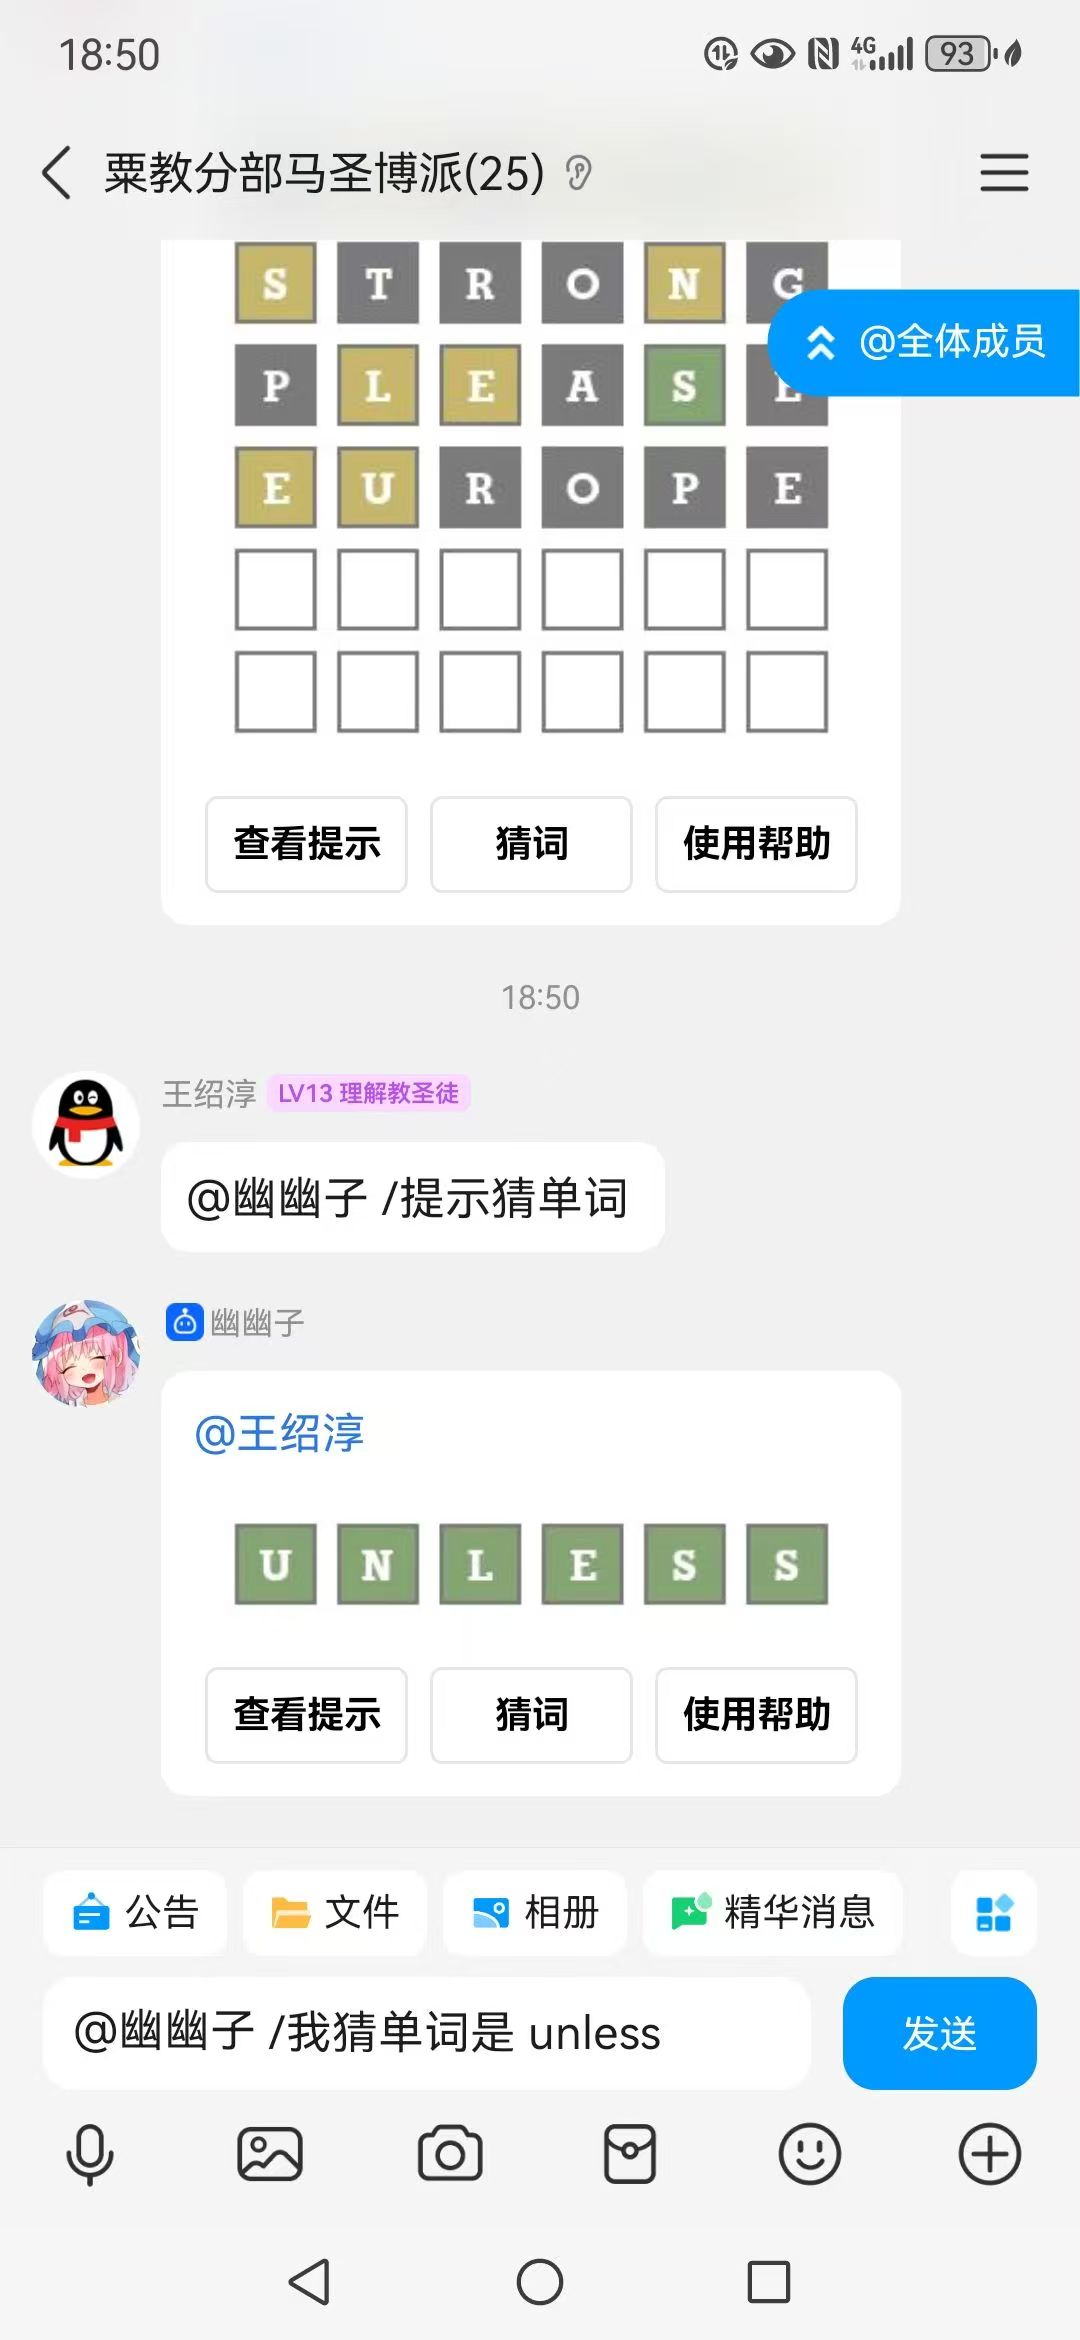 18:50
4G 93
粟教分部马圣博派(25)
S T R O N G
@全体成员
P L E A S E
E U R O P E
查看提示 猜词 使用帮助
18:50
王绍淳 LV13 理解教圣徒
@幽幽子 /提示猜单词
幽幽子
@王绍淳
U N L E S S
查看提示 猜词 使用帮助
公告 文件 相册 精华消息
@幽幽子 /我猜单词是 unless
发送